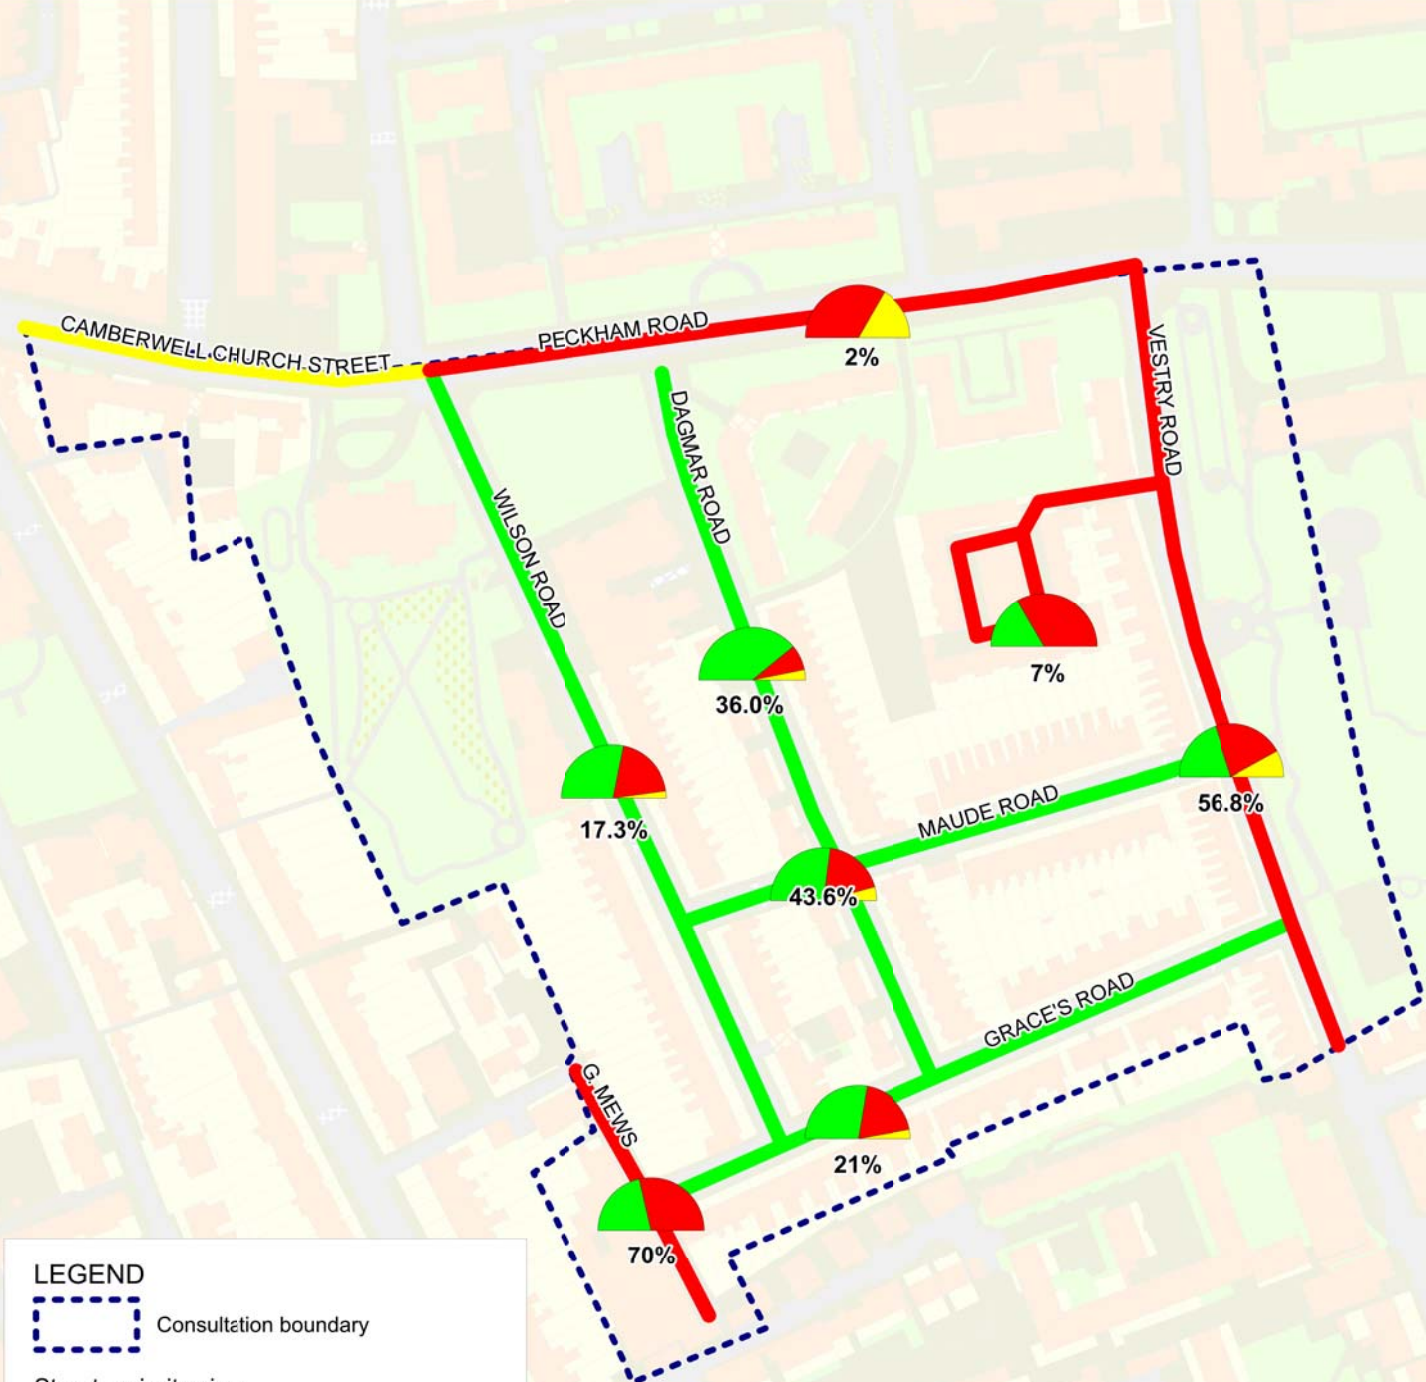 CAMBERWELL CHURCH STREET
PECKHAM ROAD
2%
VESTRY ROAD
DAGMAR ROAD
WILSON ROAD
7%
36.0%
17.3%
MAUDE ROAD
56.8%
43.6%
GRACE'S ROAD
G. MEWS
21%
70%
LEGEND
Consultation boundary